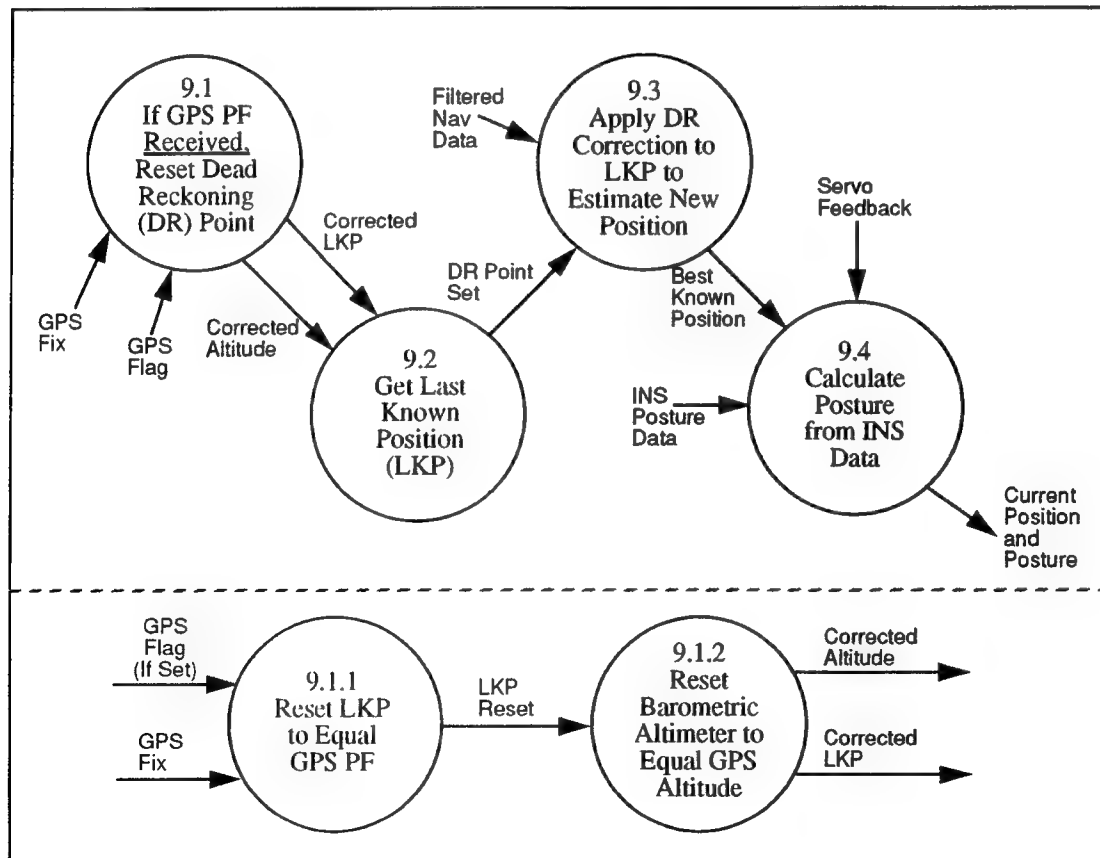 9.1
If GPS PF
Received,
Reset Dead
Reckoning
(DR) Point
GPS
Fix
GPS
Flag
Corrected
LKP
Corrected
Altitude
9.2
Get Last
Known
Position
(LKP)
DR Point
Set
Filtered
Nav
Data
9.3
Apply DR
Correction to
LKP to
Estimate New
Position
Best
Known
Position
Servo
Feedback
INS
Posture
Data
9.4
Calculate
Posture
from INS
Data
Current
Position
and
Posture
GPS
Flag
(If Set)
GPS
Fix
9.1.1
Reset LKP
to Equal
GPS PF
LKP
Reset
9.1.2
Reset
Barometric
Altimeter to
Equal GPS
Altitude
Corrected
Altitude
Corrected
LKP